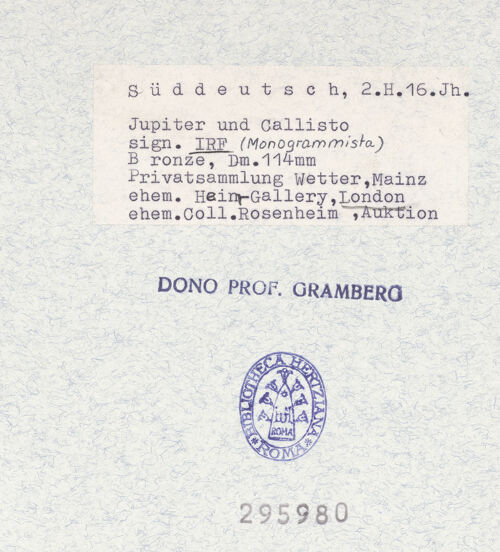 Süddeutsch, 2.H.16.Jh.
Jupiter und Callisto
sign. IRF (Monogrammista)
B ronze, Dm.114mm
Privatsammlung Wetter,Mainz
ehem. Hein-Gallery,London
ehem.Coll.Rosenheim ,Auktion
DONO PROF. GRAMBERG
BIBLIOTHECA HERTZIANA
ROMA
ROMA
295980